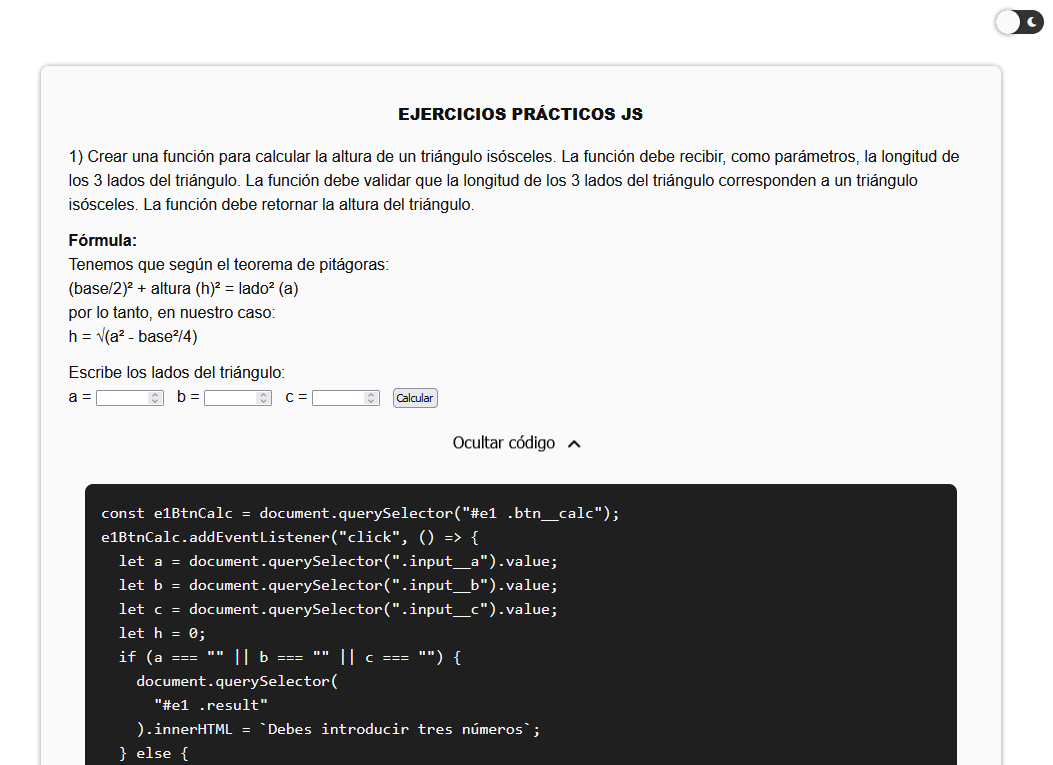 EJERCICIOS PRÁCTICOS JS
1) Crear una función para calcular la altura de un triángulo isósceles. La función debe recibir, como parámetros, la longitud de
los 3 lados del triángulo. La función debe validar que la longitud de los 3 lados del triángulo corresponden a un triángulo
isósceles. La función debe retornar la altura del triángulo.
Fórmula:
Tenemos que según el teorema de pitágoras:
(base/2)² + altura (h)² = lado² (a)
por lo tanto, en nuestro caso:
h = √(a² - base²/4)
Escribe los lados del triángulo:
a = b = c = Calcular
Ocultar código
const e1BtnCalc = document.querySelector("#e1 .btn__calc");
e1BtnCalc.addEventListener("click", () => {
  let a = document.querySelector(".input__a").value;
  let b = document.querySelector(".input__b").value;
  let c = document.querySelector(".input__c").value;
  let h = 0;
  if (a === "" || b === "" || c === "") {
    document.querySelector(
      "#e1 .result"
    ).innerHTML = `Debes introducir tres números`;
  } else {